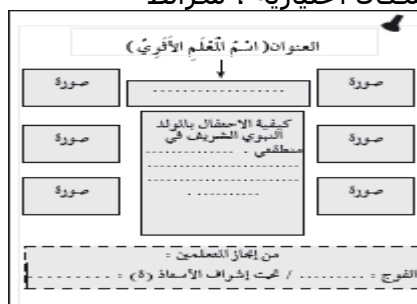 العنوان( اسْمُ الْمَعْلَمِ الأَثَرِيِّ )
صورة
....................
صورة
صورة
كيفية الاحتفال بالمولد
النبوي الشريف في
منطقتي . ................
صورة
صورة
صورة
من إنجاز المتعلمين :
الفوج : ......... / تحت إشراف الأستاذ (ة) : .........